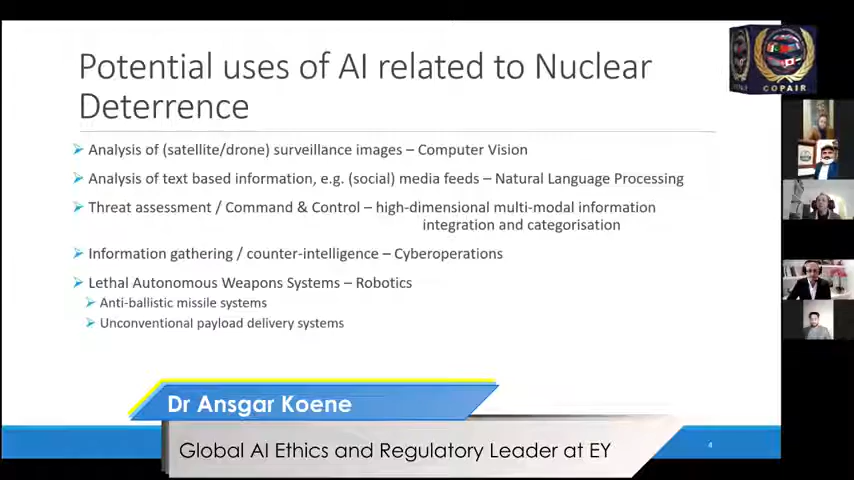 Potential uses of AI related to Nuclear
Deterrence
Analysis of (satellite/drone) surveillance images – Computer Vision
Analysis of text based information, e.g. (social) media feeds – Natural Language Processing
Threat assessment / Command & Control – high-dimensional multi-modal information
integration and categorisation
Information gathering / counter-intelligence – Cyberoperations
Lethal Autonomous Weapons Systems – Robotics
Anti-ballistic missile systems
Unconventional payload delivery systems
Dr Ansgar Koene
Global AI Ethics and Regulatory Leader at EY
4
COPAIR